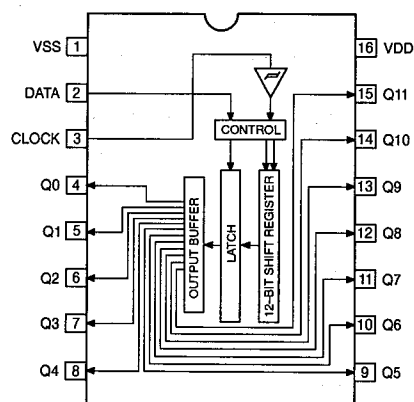 VSS 1
16 VDD
DATA 2
15 Q11
CLOCK 3
CONTROL
14 Q10
Q0 4
13 Q9
Q1 5
12 Q8
Q2 6
11 Q7
Q3 7
10 Q6
Q4 8
9 Q5
OUTPUT BUFFER
LATCH
12-BIT SHIFT REGISTER